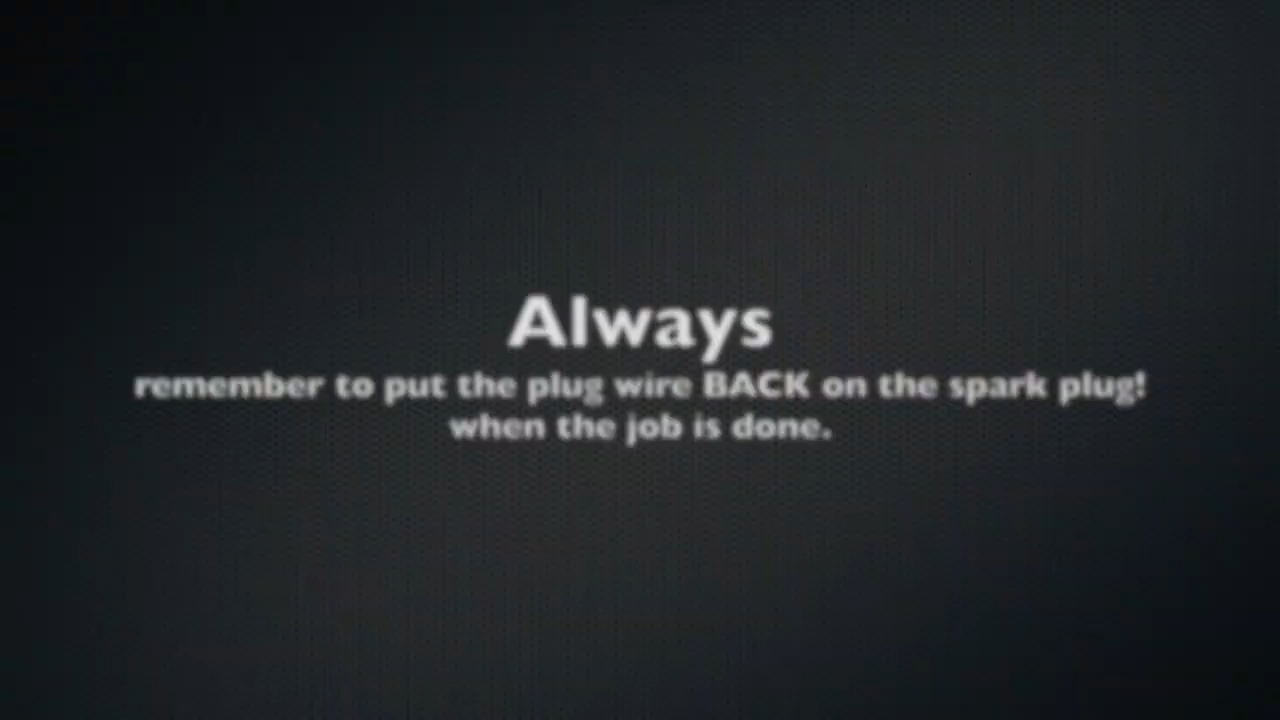 Always
remember to put the plug wire BACK on the spark plug!
when the job is done.